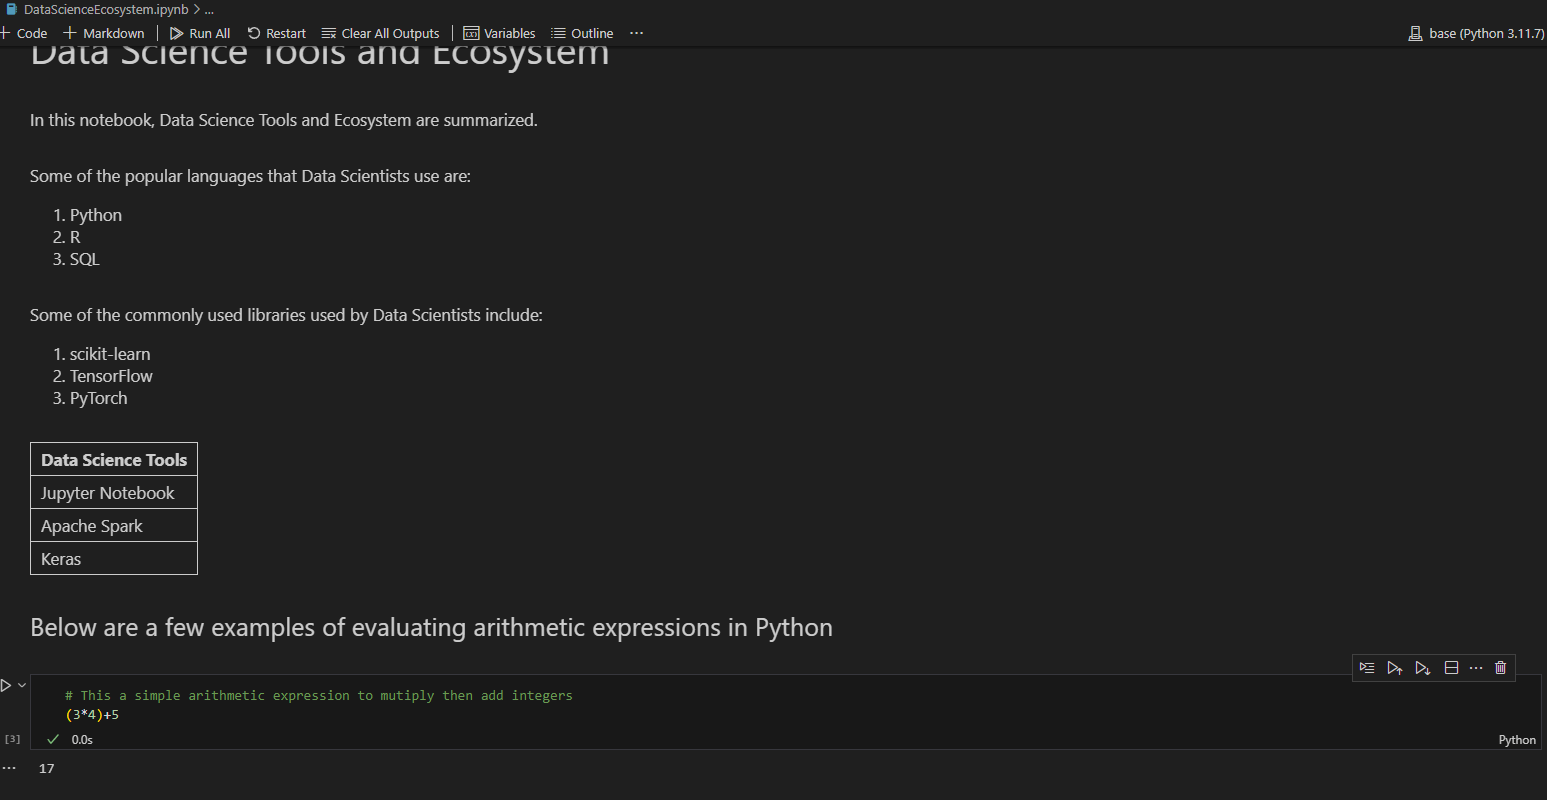 DataScienceEcosystem.ipynb > ...
+ Code + Markdown | Run All Restart Clear All Outputs | Variables Outline ... base (Python 3.11.7)
Data Science Tools and Ecosystem
In this notebook, Data Science Tools and Ecosystem are summarized.
Some of the popular languages that Data Scientists use are:
1. Python
2. R
3. SQL
Some of the commonly used libraries used by Data Scientists include:
1. scikit-learn
2. TensorFlow
3. PyTorch
Data Science Tools
Jupyter Notebook
Apache Spark
Keras
Below are a few examples of evaluating arithmetic expressions in Python
# This a simple arithmetic expression to mutiply then add integers
(3*4)+5
[3] 0.0s Python
17